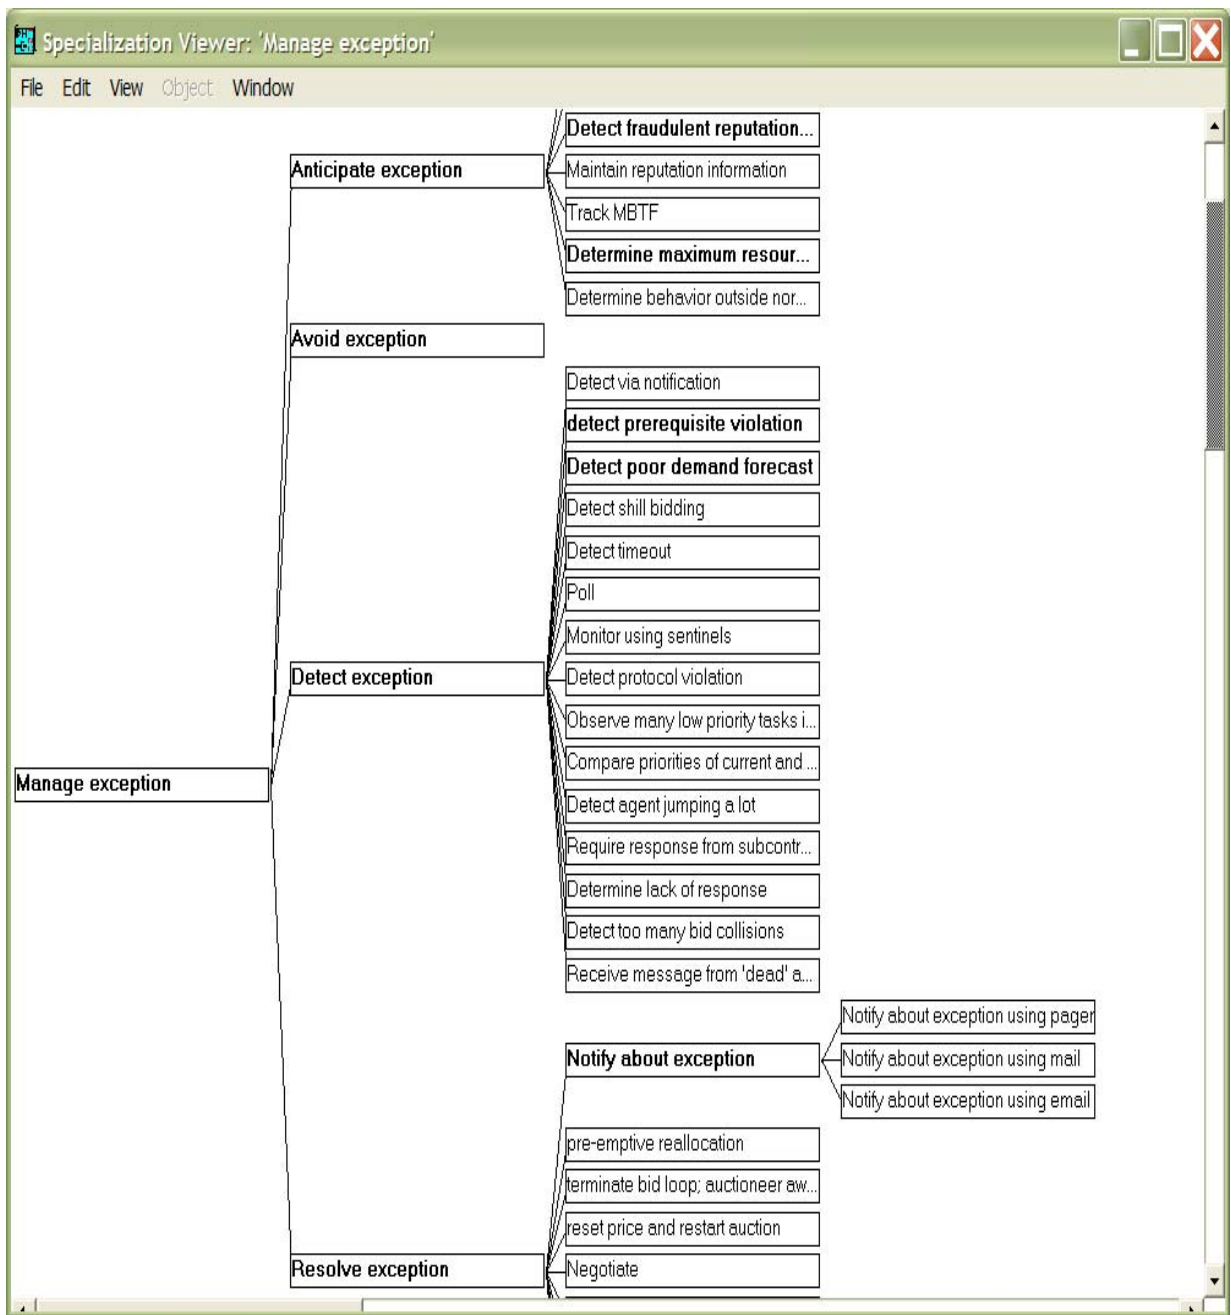 Specialization Viewer: 'Manage exception'
File Edit View Object Window
Detect fraudulent reputation...
Anticipate exception
Maintain reputation information
Track MBTF
Determine maximum resour...
Determine behavior outside nor...
Avoid exception
Detect via notification
detect prerequisite violation
Detect poor demand forecast
Detect shill bidding
Detect timeout
Poll
Monitor using sentinels
Detect exception
Detect protocol violation
Observe many low priority tasks i...
Compare priorities of current and ...
Manage exception
Detect agent jumping a lot
Require response from subcontr...
Determine lack of response
Detect too many bid collisions
Receive message from 'dead' a...
Notify about exception using pager
Notify about exception
Notify about exception using mail
Notify about exception using email
pre-emptive reallocation
terminate bid loop; auctioneer aw...
reset price and restart auction
Resolve exception
Negotiate